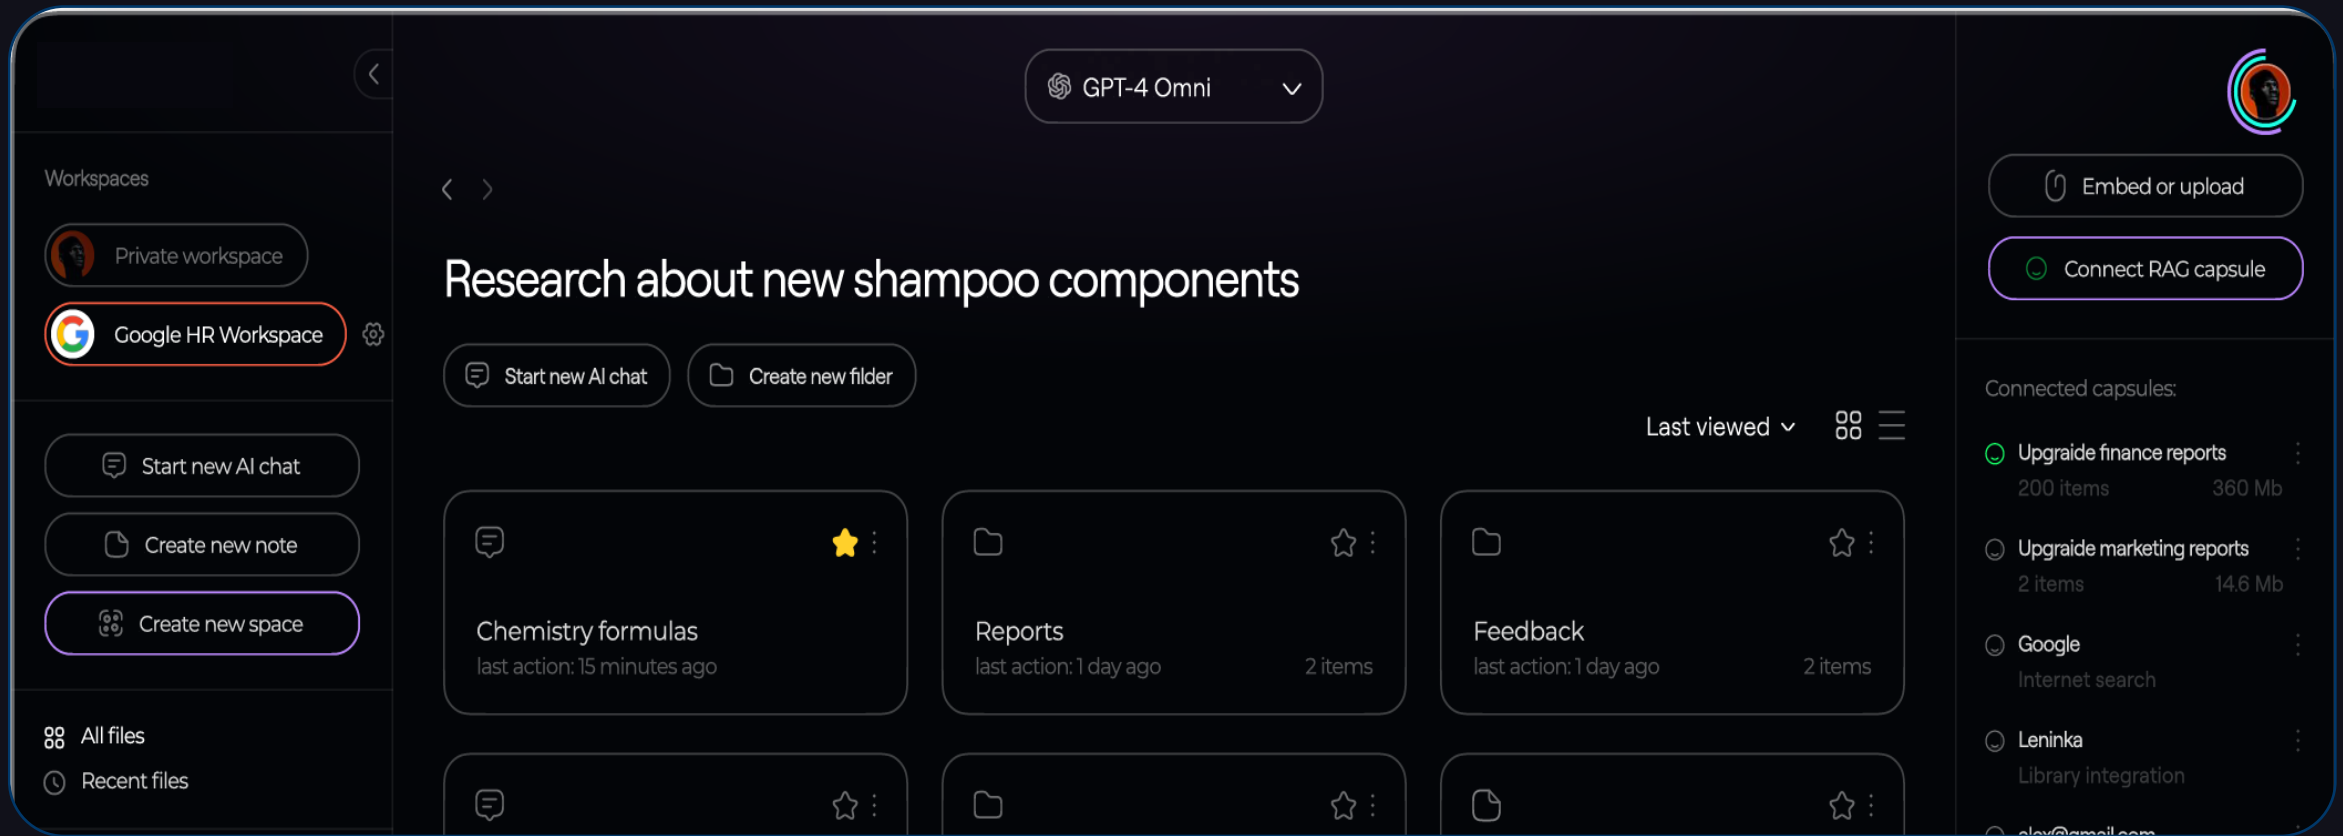 GPT-4 Omni
Workspaces
Private workspace
Google HR Workspace
Start new AI chat
Create new note
Create new space
All files
Recent files
Research about new shampoo components
Start new AI chat
Create new filder
Last viewed
Chemistry formulas
last action: 15 minutes ago
Reports
last action: 1 day ago
2 items
Feedback
last action: 1 day ago
2 items
Embed or upload
Connect RAG capsule
Connected capsules:
Upgraide finance reports
200 items
360 Mb
Upgraide marketing reports
2 items
14.6 Mb
Google
Internet search
Leninka
Library integration
alex@gmail.com